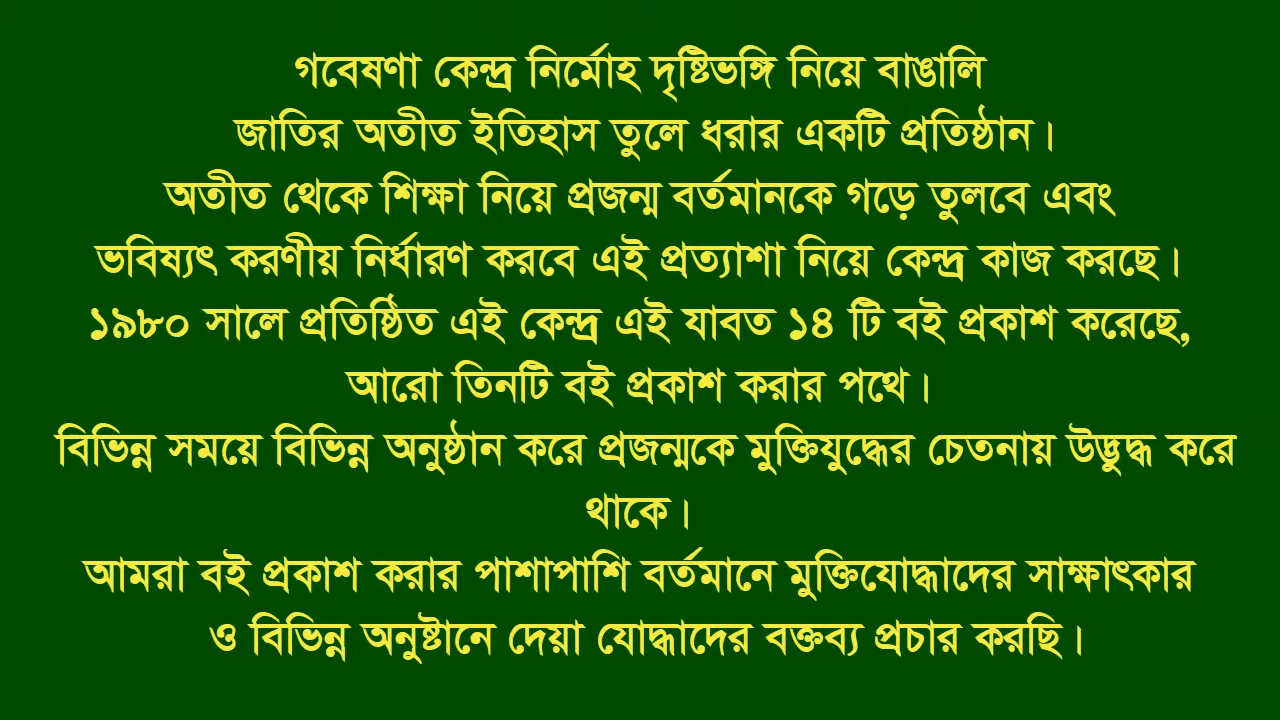 গবেষণা কেন্দ্র নির্মোহ দৃষ্টিভঙ্গি নিয়ে বাঙালি
জাতির অতীত ইতিহাস তুলে ধরার একটি প্রতিষ্ঠান।
অতীত থেকে শিক্ষা নিয়ে প্রজন্ম বর্তমানকে গড়ে তুলবে এবং
ভবিষ্যৎ করণীয় নির্ধারণ করবে এই প্রত্যাশা নিয়ে কেন্দ্র কাজ করছে।
১৯৮০ সালে প্রতিষ্ঠিত এই কেন্দ্র এই যাবত ১৪ টি বই প্রকাশ করেছে,
আরো তিনটি বই প্রকাশ করার পথে।
বিভিন্ন সময়ে বিভিন্ন অনুষ্ঠান করে প্রজন্মকে মুক্তিযুদ্ধের চেতনায় উদ্ভুদ্ধ করে
থাকে।
আমরা বই প্রকাশ করার পাশাপাশি বর্তমানে মুক্তিযোদ্ধাদের সাক্ষাৎকার
ও বিভিন্ন অনুষ্টানে দেয়া যোদ্ধাদের বক্তব্য প্রচার করছি।